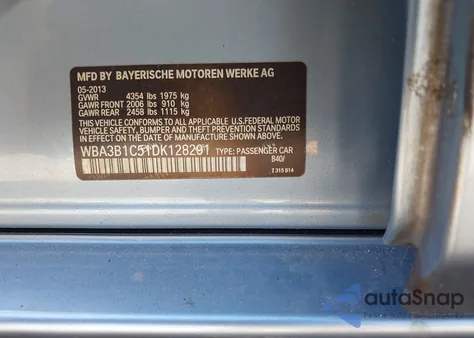 MFD BY BAYERISCHE MOTOREN WERKE AG
05-2013
GVWR 4354 lbs 1975 kg
GAWR FRONT 2006 lbs 910 kg
GAWR REAR 2458 lbs 1115 kg
THIS VEHICLE CONFORMS TO ALL APPLICABLE
U.S.FEDERAL MOTOR
VEHICLE SAFETY, BUMPER, AND THEFT PREVENTION
STANDARDS IN EFFECT ON THE DATE OF
MANUFACTURE SHOWN ABOVE.
WBA3B1C51DK128291 TYPE: PASSENGER CAR
B40/
7 315 814
autoSnap
View & Buy Cars